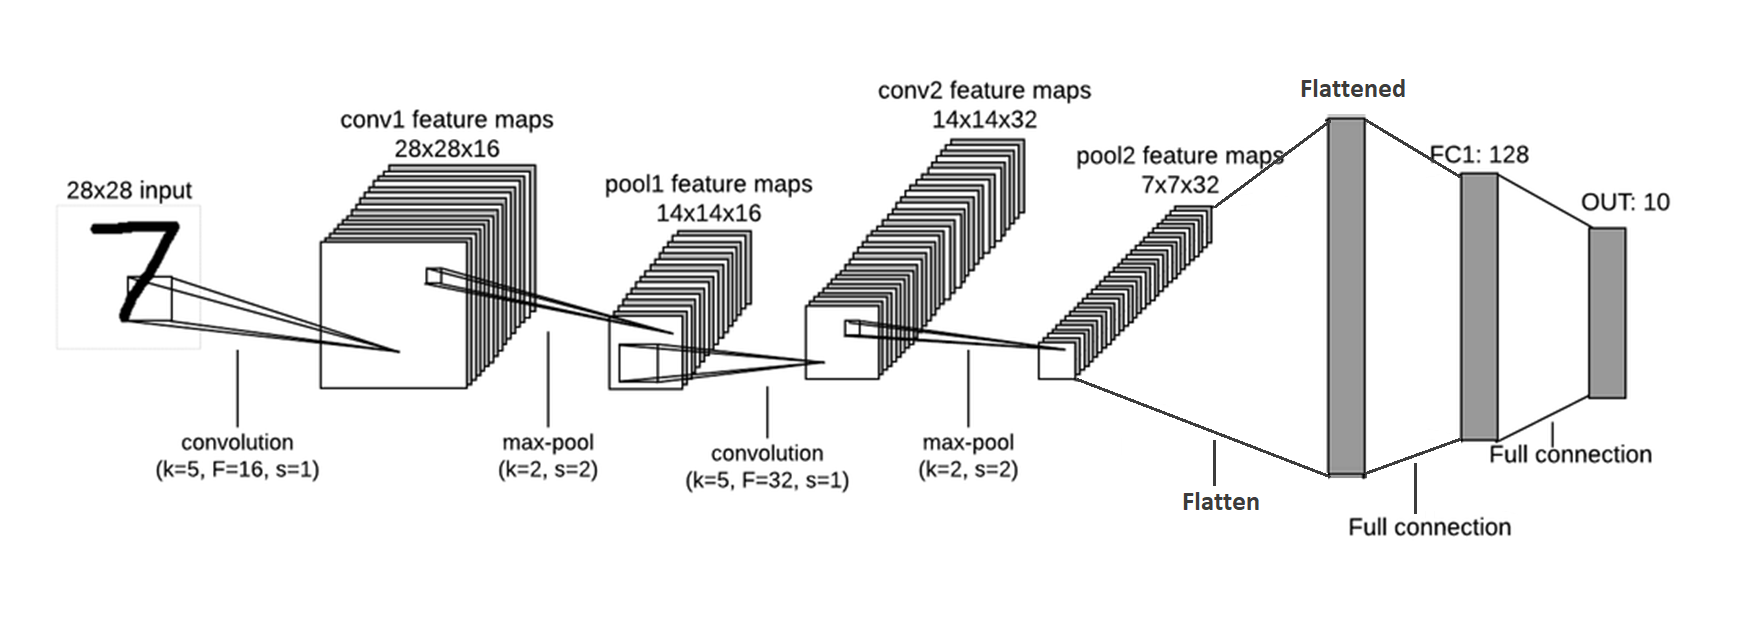 28x28 input
conv1 feature maps
28x28x16
pool1 feature maps
14x14x16
conv2 feature maps
14x14x32
pool2 feature maps
7x7x32
Flattened
FC1: 128
OUT: 10
7
convolution
(k=5, F=16, s=1)
max-pool
(k=2, s=2)
convolution
(k=5, F=32, s=1)
max-pool
(k=2, s=2)
Flatten
Full connection
Full connection